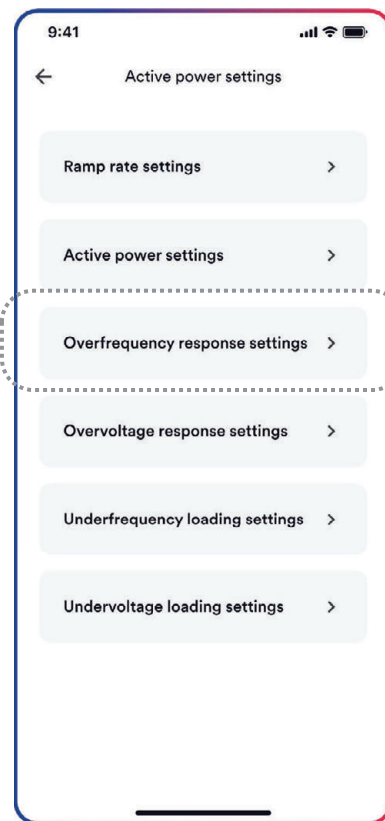 9:41
Active power settings
Ramp rate settings
Active power settings
Overfrequency response settings
Overvoltage response settings
Underfrequency loading settings
Undervoltage loading settings